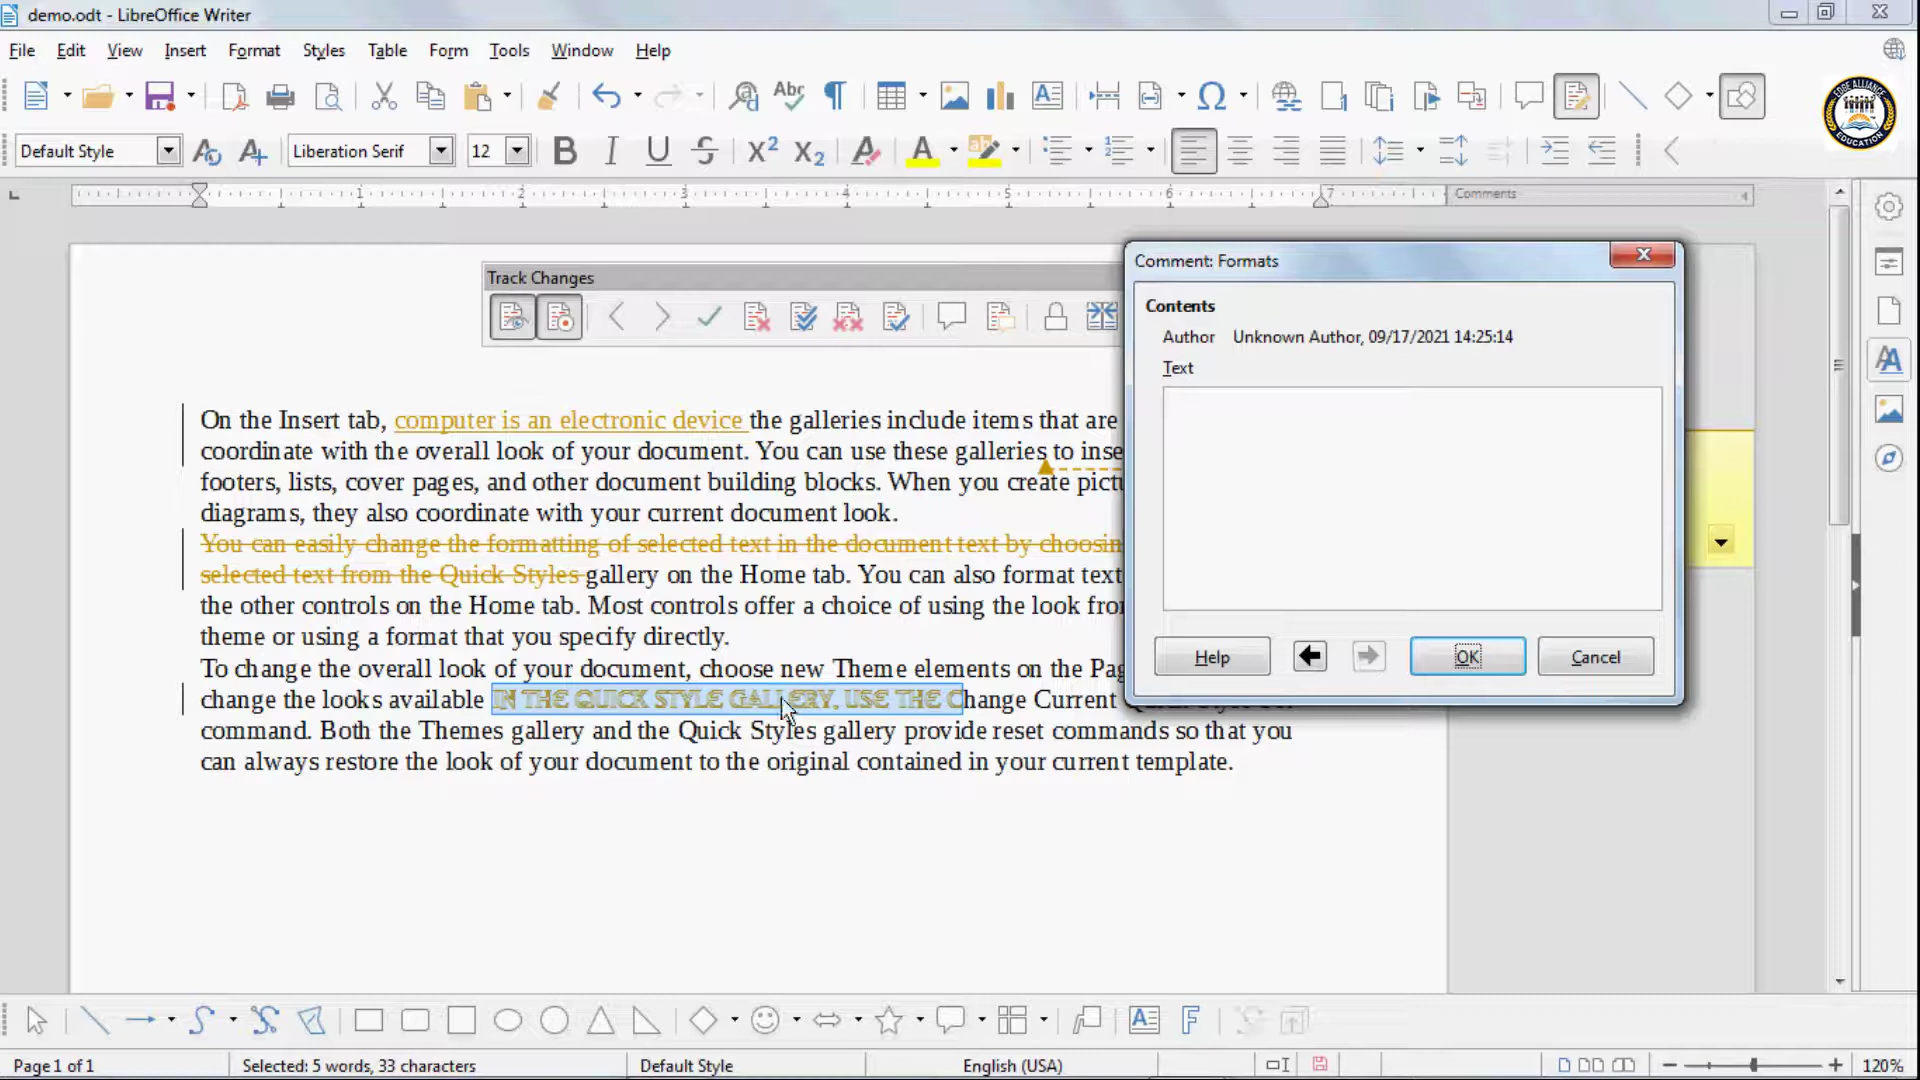 demo.odt - LibreOffice Writer
File Edit View Insert Format Styles Table Form Tools Window Help
EDGE ALLIANCE
EDUCATION
Default Style Liberation Serif 12
2 3 4 5 6 7 Comments
Track Changes
Comment: Formats
Contents
Author Unknown Author, 09/17/2021 14:25:14
Text
On the Insert tab, computer is an electronic device the galleries include items that are
coordinate with the overall look of your document. You can use these galleries to inse
footers, lists, cover pages, and other document building blocks. When you create pictu
diagrams, they also coordinate with your current document look.
You can easily change the formatting of selected text in the document text by choosin
selected text from the Quick Styles gallery on the Home tab. You can also format text
the other controls on the Home tab. Most controls offer a choice of using the look fro
theme or using a format that you specify directly.
To change the overall look of your document, choose new Theme elements on the Pag
change the looks available IN THE QUICK STYLE GALLERY, USE THE Change Current
command. Both the Themes gallery and the Quick Styles gallery provide reset commands so that you
can always restore the look of your document to the original contained in your current template.
Help OK Cancel
Page 1 of 1 Selected: 5 words, 33 characters Default Style English (USA) 120%